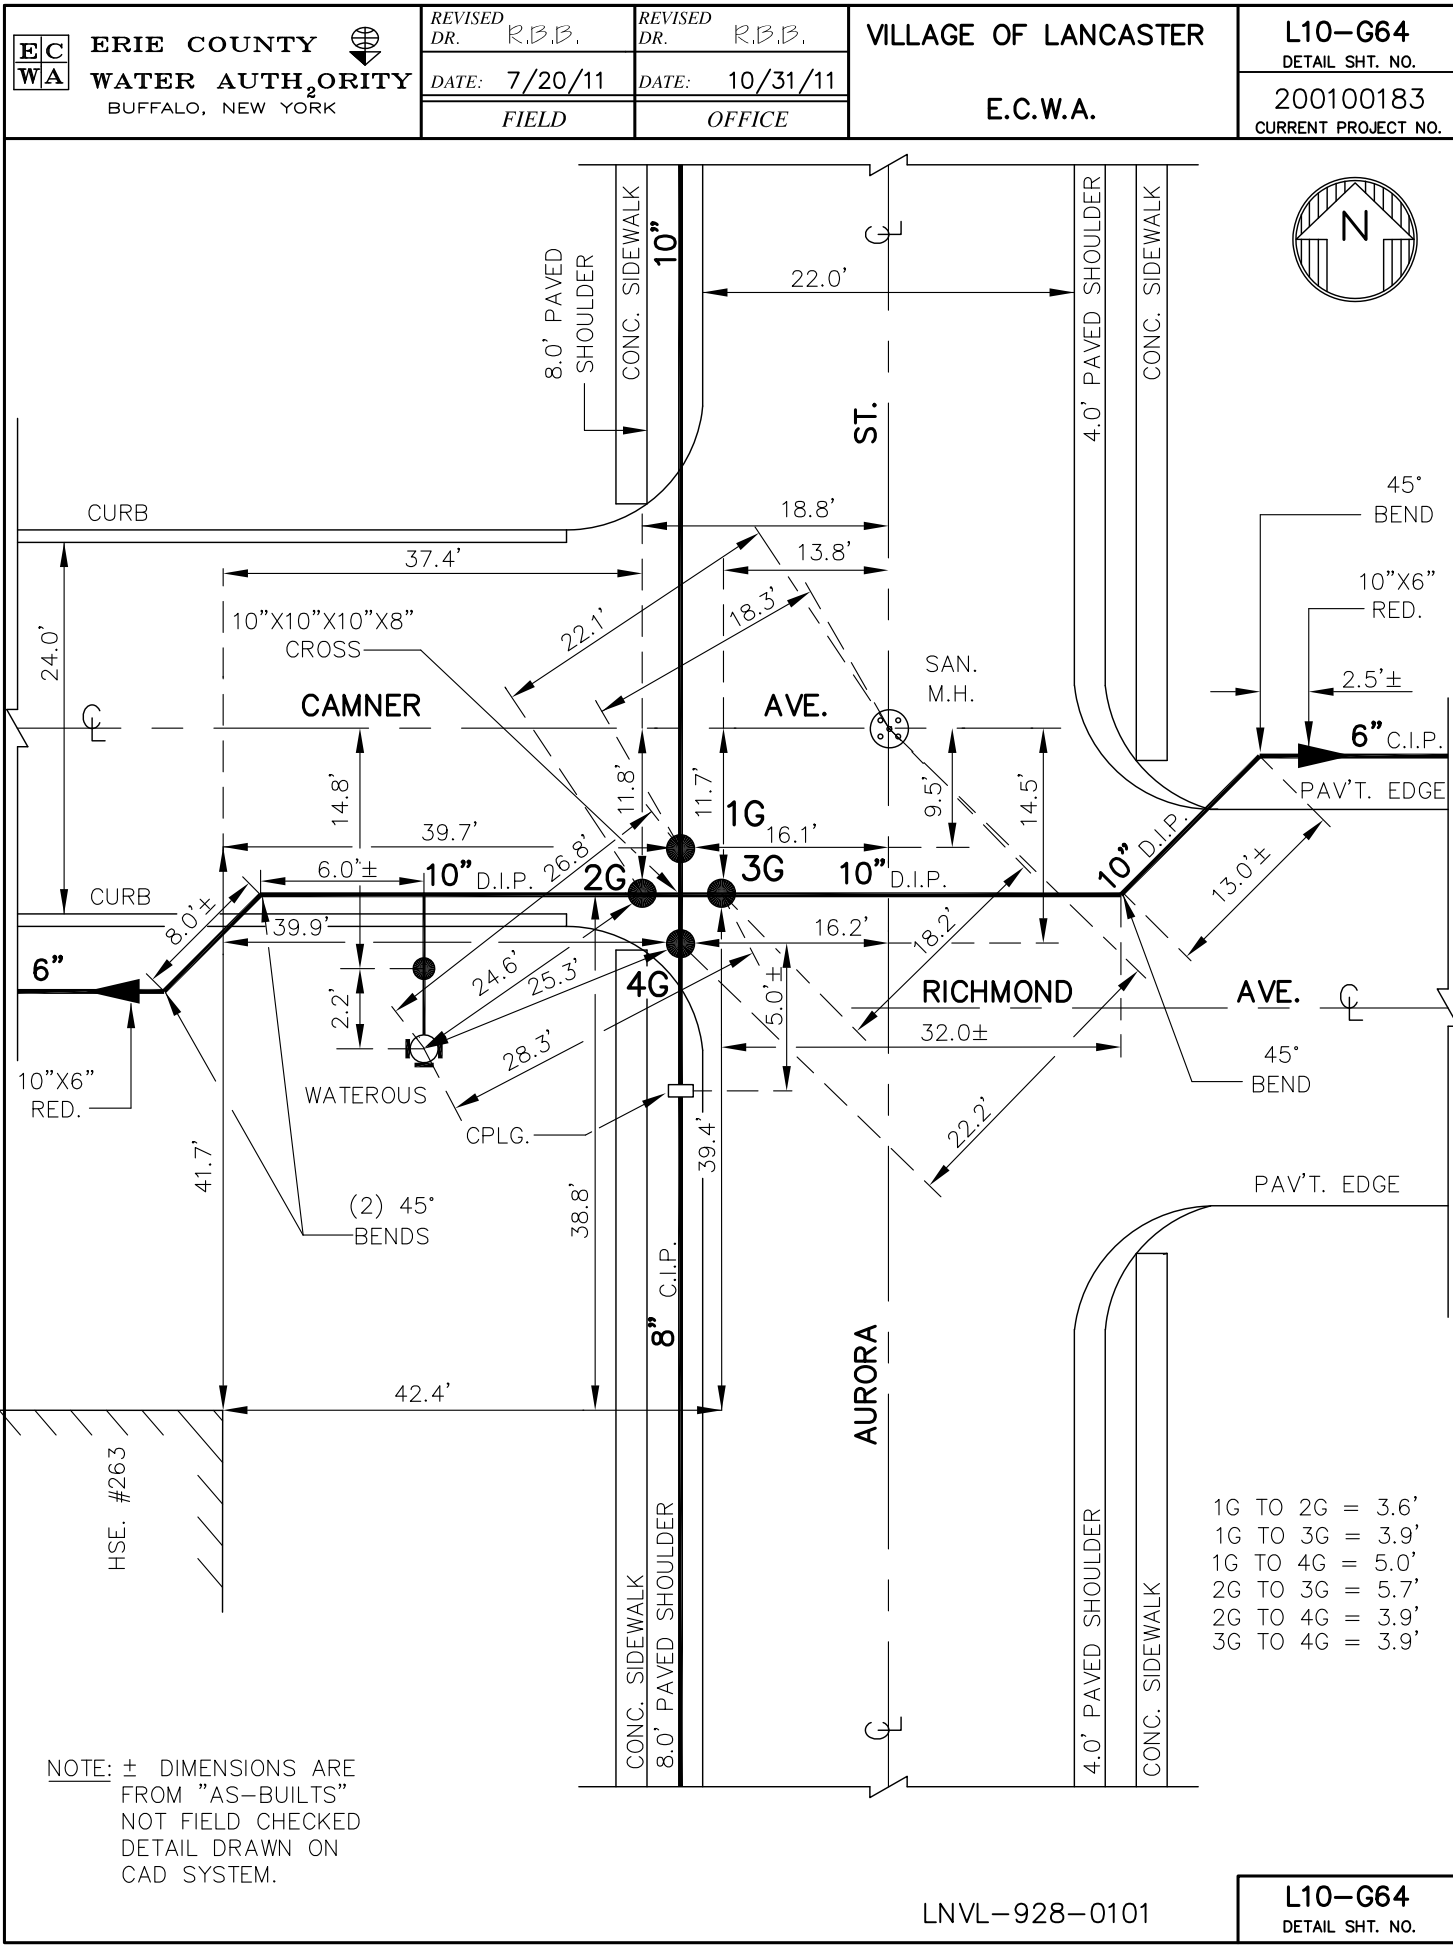 EC
WA
ERIE COUNTY
WATER AUTH₂ORITY
BUFFALO, NEW YORK
REVISED
DR. R.B.B.
DATE: 7/20/11
FIELD
REVISED
DR. R.B.B.
DATE: 10/31/11
OFFICE
VILLAGE OF LANCASTER
E.C.W.A.
L10-G64
DETAIL SHT. NO.
200100183
CURRENT PROJECT NO.
N
10"
CONC. SIDEWALK
8.0' PAVED
SHOULDER
22.0'
℄
4.0' PAVED SHOULDER
CONC. SIDEWALK
ST.
45°
BEND
CURB
18.8'
37.4'
13.8'
10"X6"
RED.
10"X10"X10"X8"
CROSS
22.1'
18.3'
24.0'
SAN.
M.H.
2.5'±
CAMNER
AVE.
℄
6" C.I.P.
14.8'
11.8'
11.7'
9.5'
14.5'
PAV'T. EDGE
1G
39.7'
16.1'
26.8'
6.0'±
10" D.I.P.
2G
3G
10" D.I.P.
10" D.I.P.
13.0'±
CURB
8.0'±
39.9'
16.2'
18.2'
6"
24.6'
25.3'
4G
5.0'±
RICHMOND
AVE.
℄
2.2'
28.3'
32.0±
10"X6"
RED.
WATEROUS
45°
BEND
CPLG.
22.2'
41.7'
39.4'
38.8'
(2) 45°
BENDS
PAV'T. EDGE
8" C.I.P.
42.4'
AURORA
HSE. #263
CONC. SIDEWALK
8.0' PAVED SHOULDER
4.0' PAVED SHOULDER
CONC. SIDEWALK
℄
1G TO 2G = 3.6'
1G TO 3G = 3.9'
1G TO 4G = 5.0'
2G TO 3G = 5.7'
2G TO 4G = 3.9'
3G TO 4G = 3.9'
NOTE: ± DIMENSIONS ARE
FROM "AS-BUILTS"
NOT FIELD CHECKED
DETAIL DRAWN ON
CAD SYSTEM.
LNVL-928-0101
L10-G64
DETAIL SHT. NO.